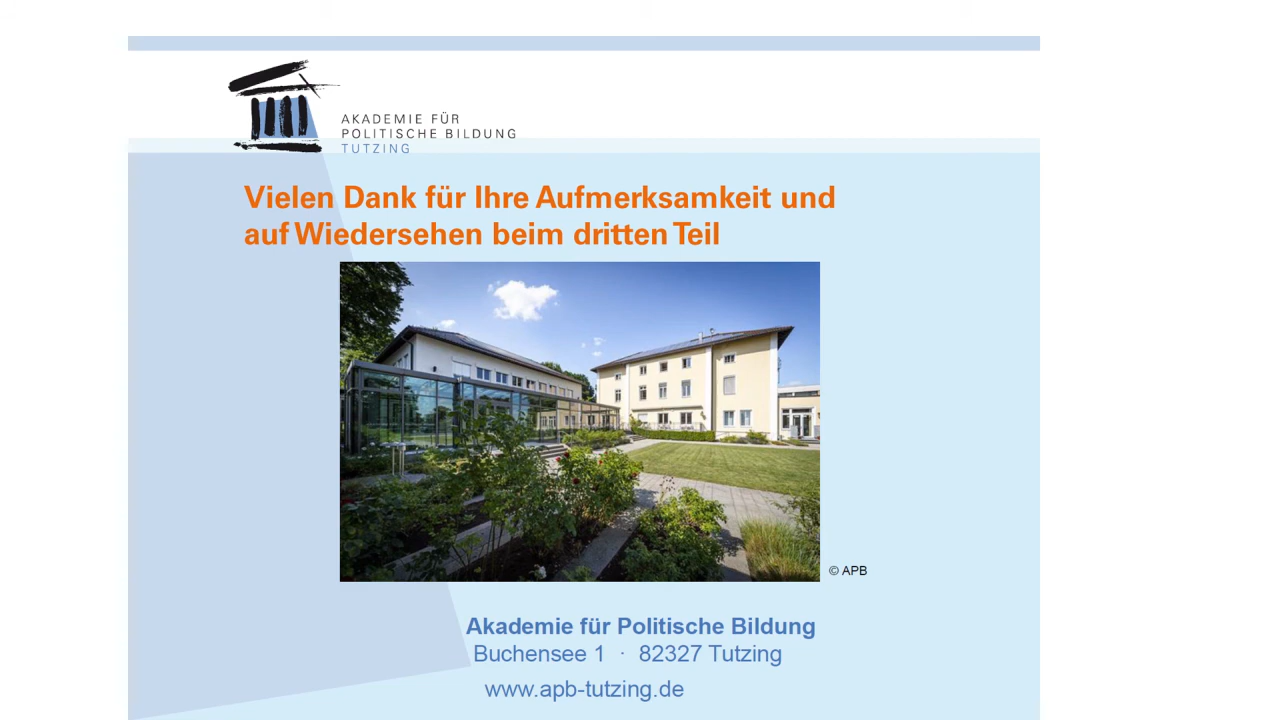 AKADEMIE FÜR
POLITISCHE BILDUNG
TUTZING
Vielen Dank für Ihre Aufmerksamkeit und
auf Wiedersehen beim dritten Teil
© APB
Akademie für Politische Bildung
Buchensee 1 · 82327 Tutzing
www.apb-tutzing.de